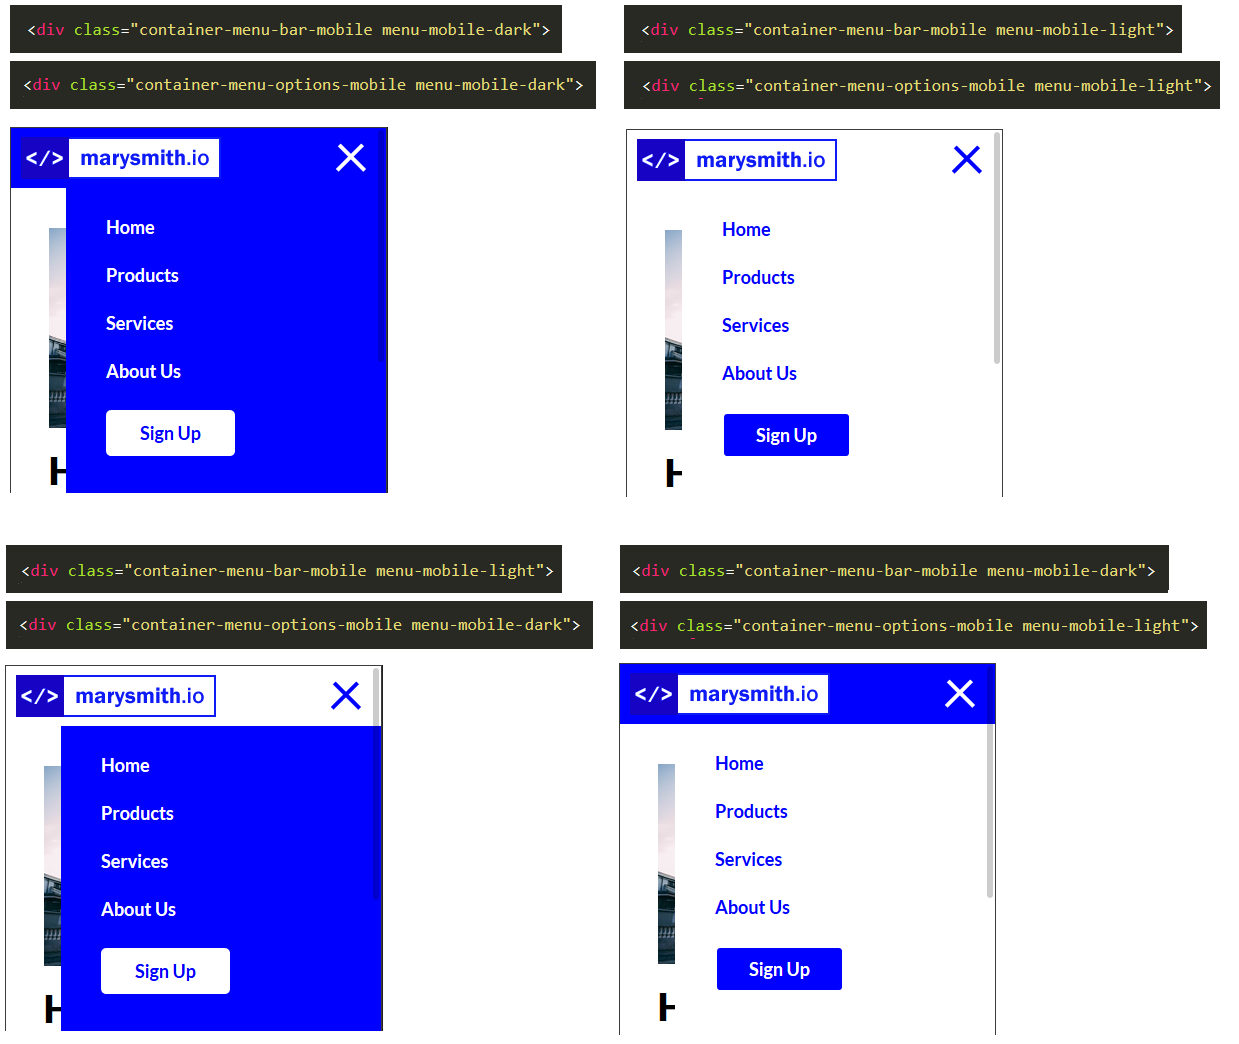 <div class="container-menu-bar-mobile menu-mobile-dark">
<div class="container-menu-options-mobile menu-mobile-dark">
</> marysmith.io
Home
Products
Services
About Us
Sign Up
H
<div class="container-menu-bar-mobile menu-mobile-light">
<div class="container-menu-options-mobile menu-mobile-light">
</> marysmith.io
Home
Products
Services
About Us
Sign Up
H
<div class="container-menu-bar-mobile menu-mobile-light">
<div class="container-menu-options-mobile menu-mobile-dark">
</> marysmith.io
Home
Products
Services
About Us
Sign Up
H
<div class="container-menu-bar-mobile menu-mobile-dark">
<div class="container-menu-options-mobile menu-mobile-light">
</> marysmith.io
Home
Products
Services
About Us
Sign Up
H